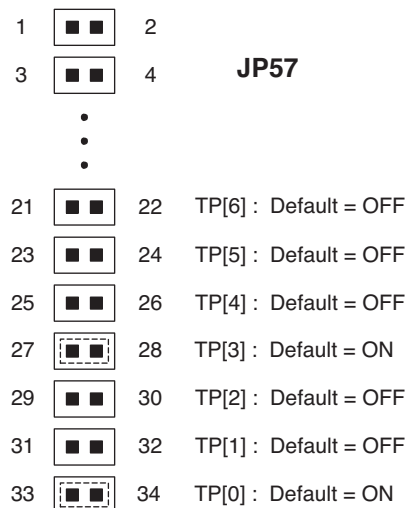 1 2
3 4 JP57
21 22 TP[6] : Default = OFF
23 24 TP[5] : Default = OFF
25 26 TP[4] : Default = OFF
27 28 TP[3] : Default = ON
29 30 TP[2] : Default = OFF
31 32 TP[1] : Default = OFF
33 34 TP[0] : Default = ON